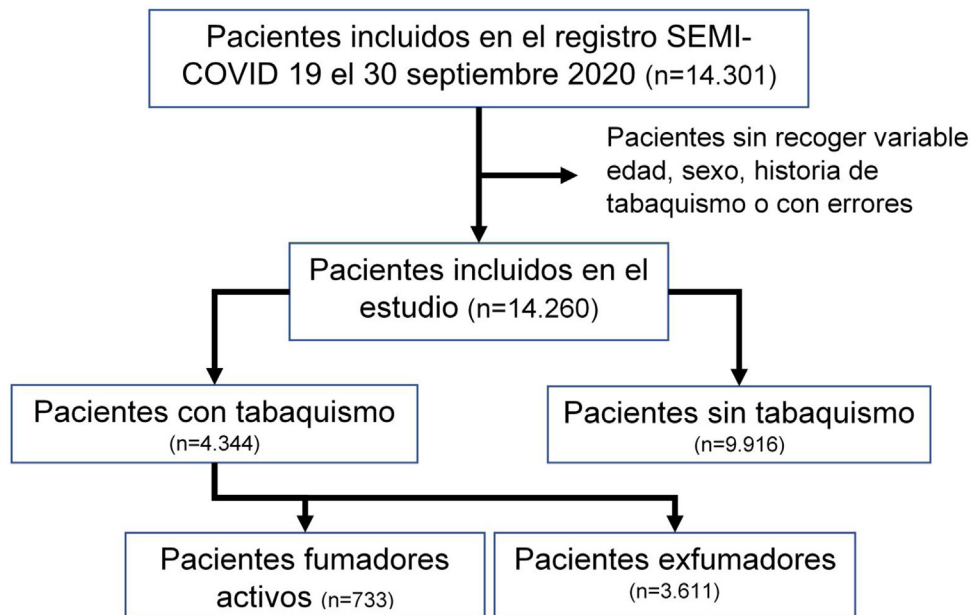 Pacientes incluidos en el registro SEMI-
COVID 19 el 30 septiembre 2020 (n=14.301)
Pacientes sin recoger variable
edad, sexo, historia de
tabaquismo o con errores
Pacientes incluidos en el
estudio (n=14.260)
Pacientes con tabaquismo
(n=4.344)
Pacientes sin tabaquismo
(n=9.916)
Pacientes fumadores
activos (n=733)
Pacientes exfumadores
(n=3.611)